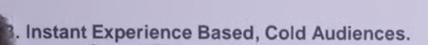 . Instant Experience Based, Cold Audiences.